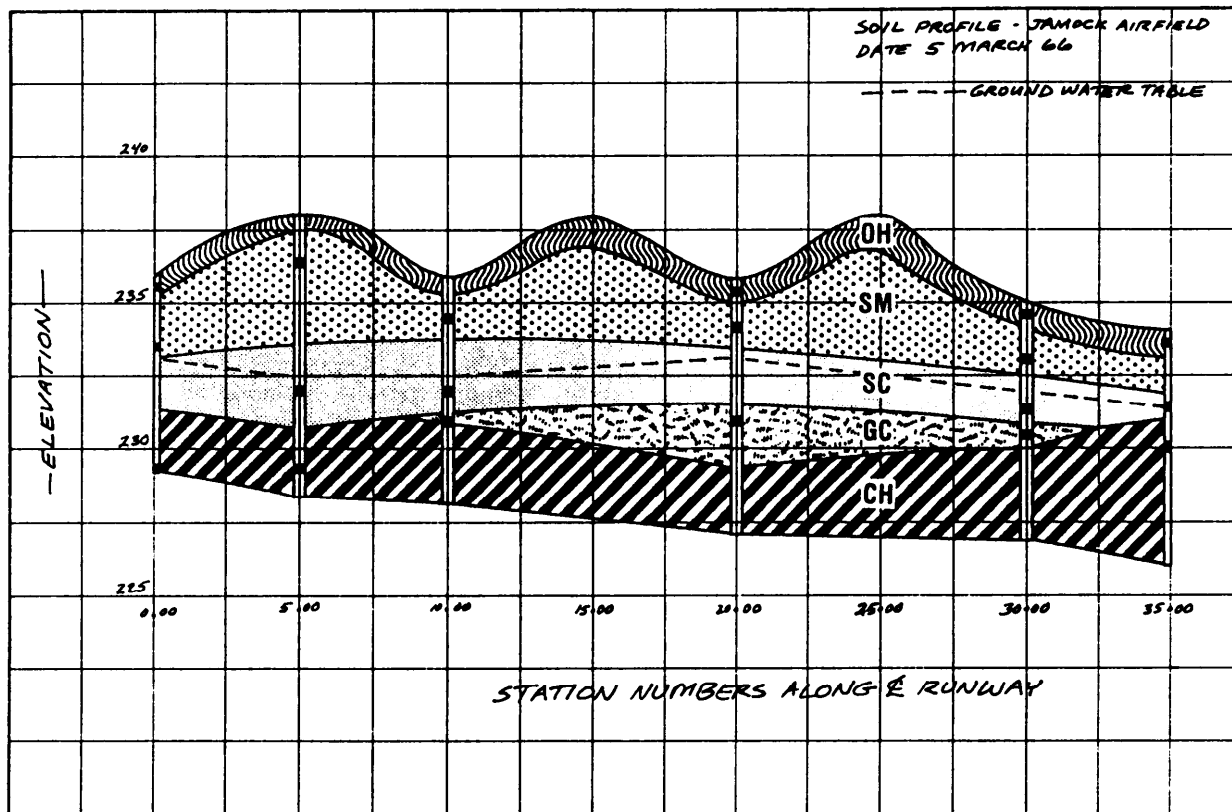 SOIL PROFILE - JAMOCK AIRFIELD
DATE 5 MARCH 66
GROUND WATER TABLE
240
OH
235
SM
SC
230
GC
CH
225
0+00 5+00 10+00 15+00 20+00 25+00 30+00 35+00
ELEVATION
STATION NUMBERS ALONG ℄ RUNWAY